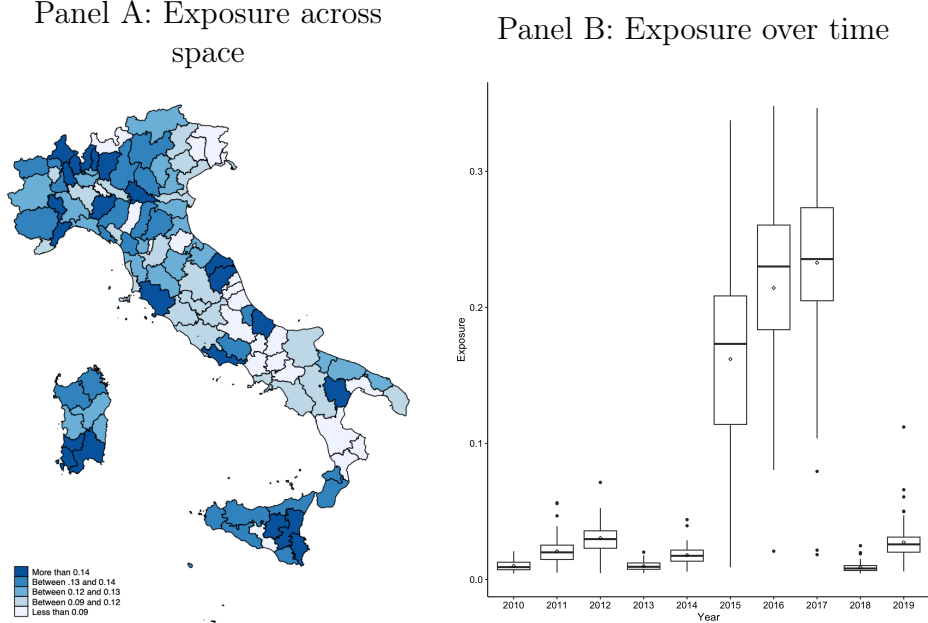 Panel A: Exposure across
space
More than 0.14
Between .13 and 0.14
Between 0.12 and 0.13
Between 0.09 and 0.12
Less than 0.09
Panel B: Exposure over time
Exposure
0.3
0.2
0.1
0.0
2010 2011 2012 2013 2014 2015 2016 2017 2018 2019
Year